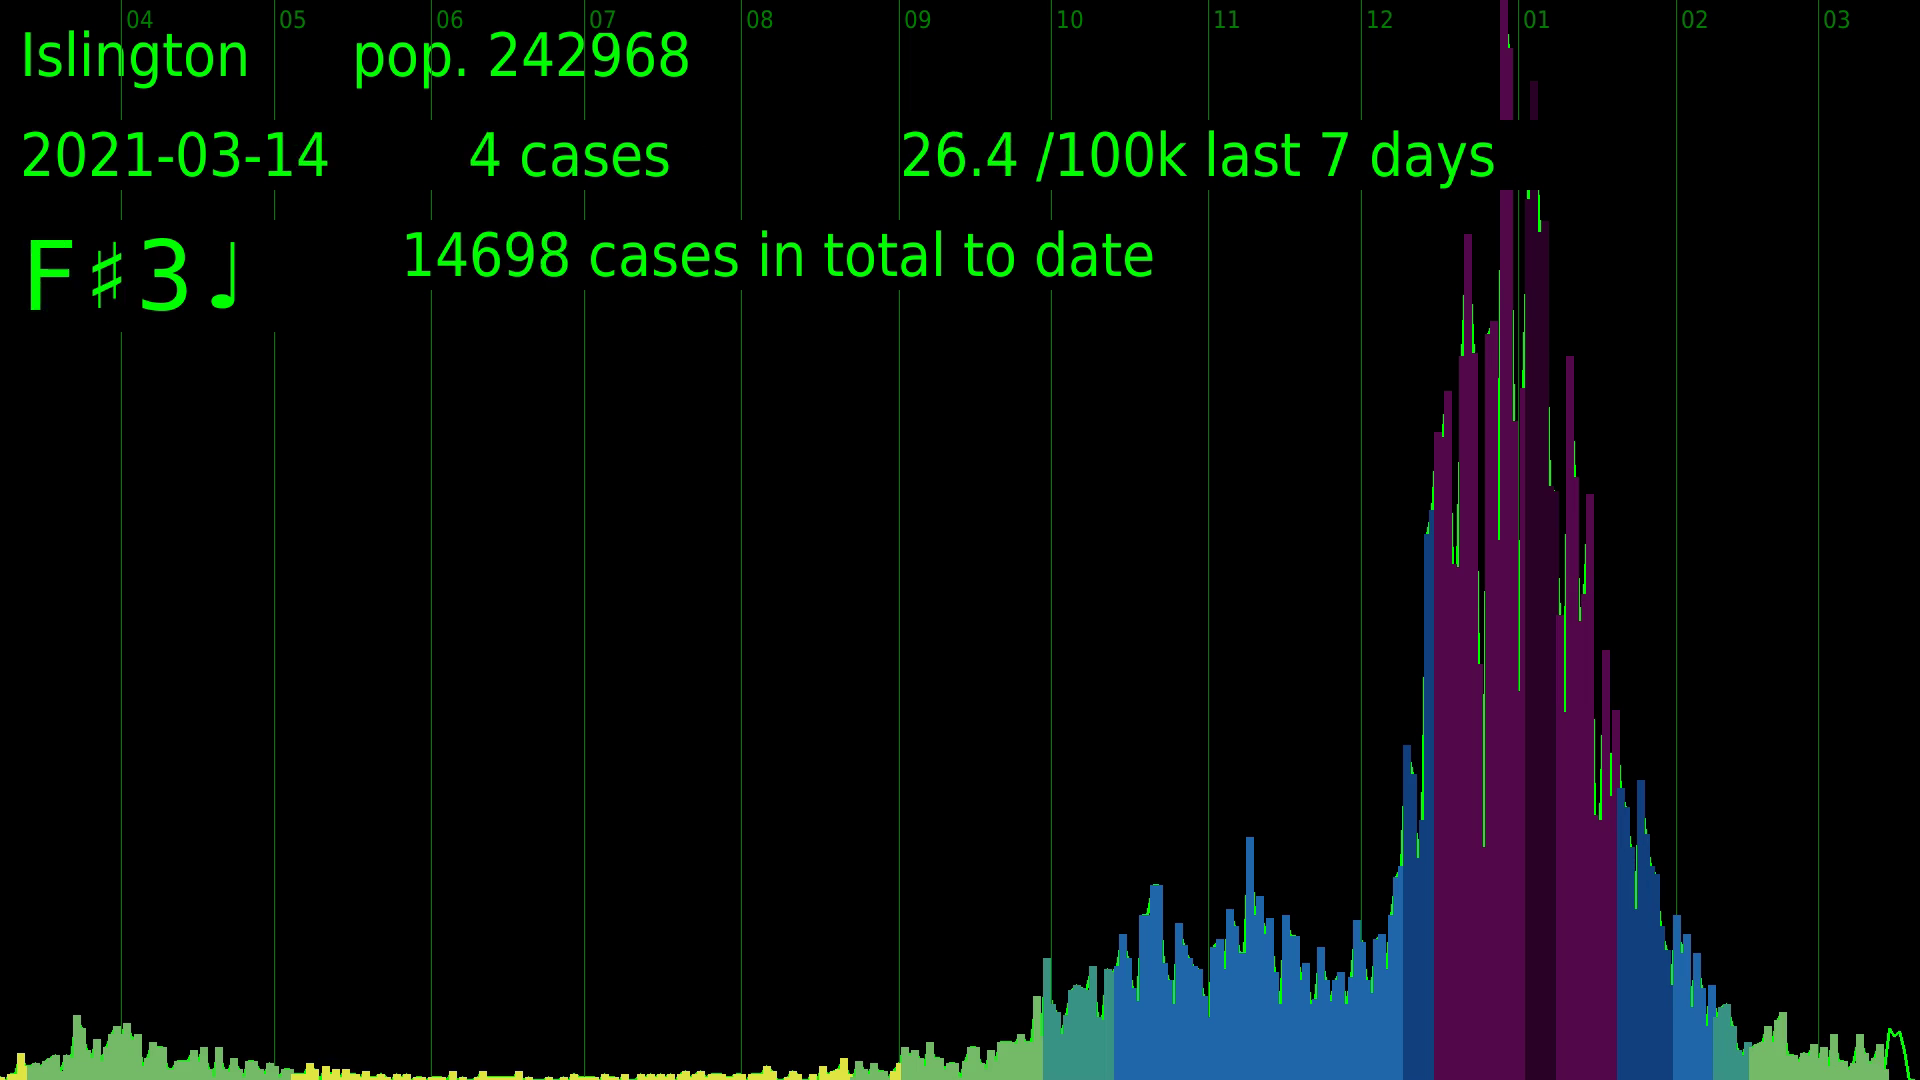 04 05 06 07 08 09 10 11 12 01 02 03
Islington pop. 242968
2021-03-14 4 cases 26.4 /100k last 7 days
F♯3♩ 14698 cases in total to date